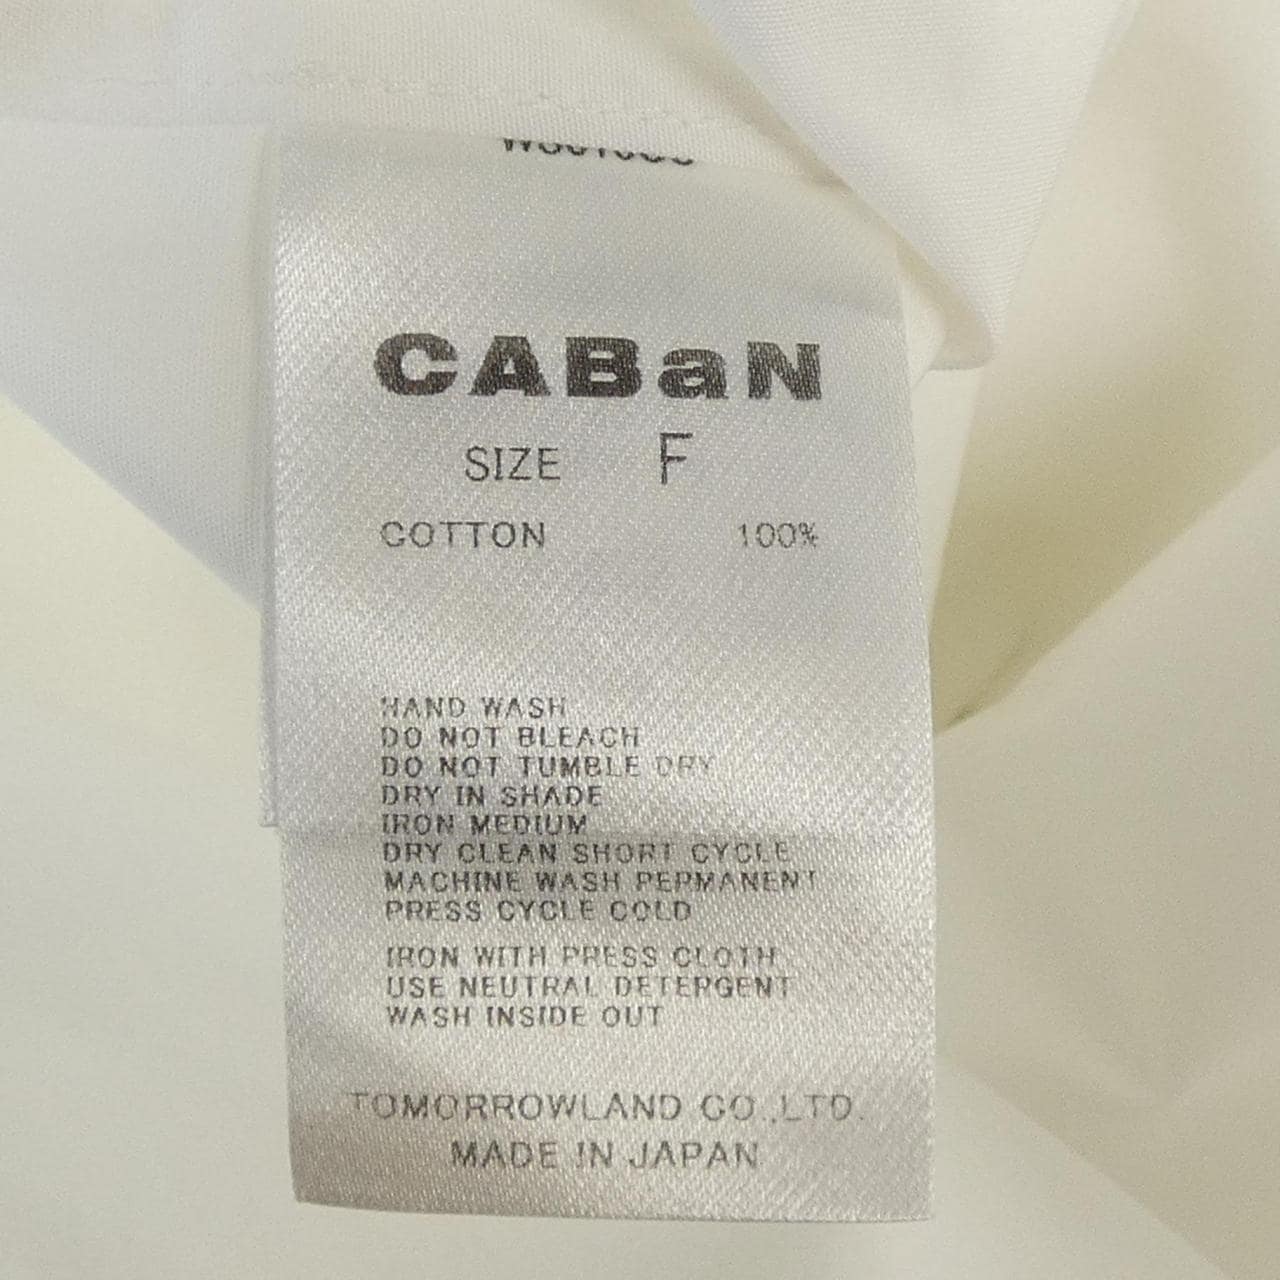 CABaN
SIZE F
COTTON 100%
HAND WASH
DO NOT BLEACH
DO NOT TUMBLE DRY
DRY IN SHADE
IRON MEDIUM
DRY CLEAN SHORT CYCLE
MACHINE WASH PERMANENT
PRESS CYCLE COLD
IRON WITH PRESS CLOTH
USE NEUTRAL DETERGENT
WASH INSIDE OUT
TOMORROWLAND CO.,LTD.
MADE IN JAPAN